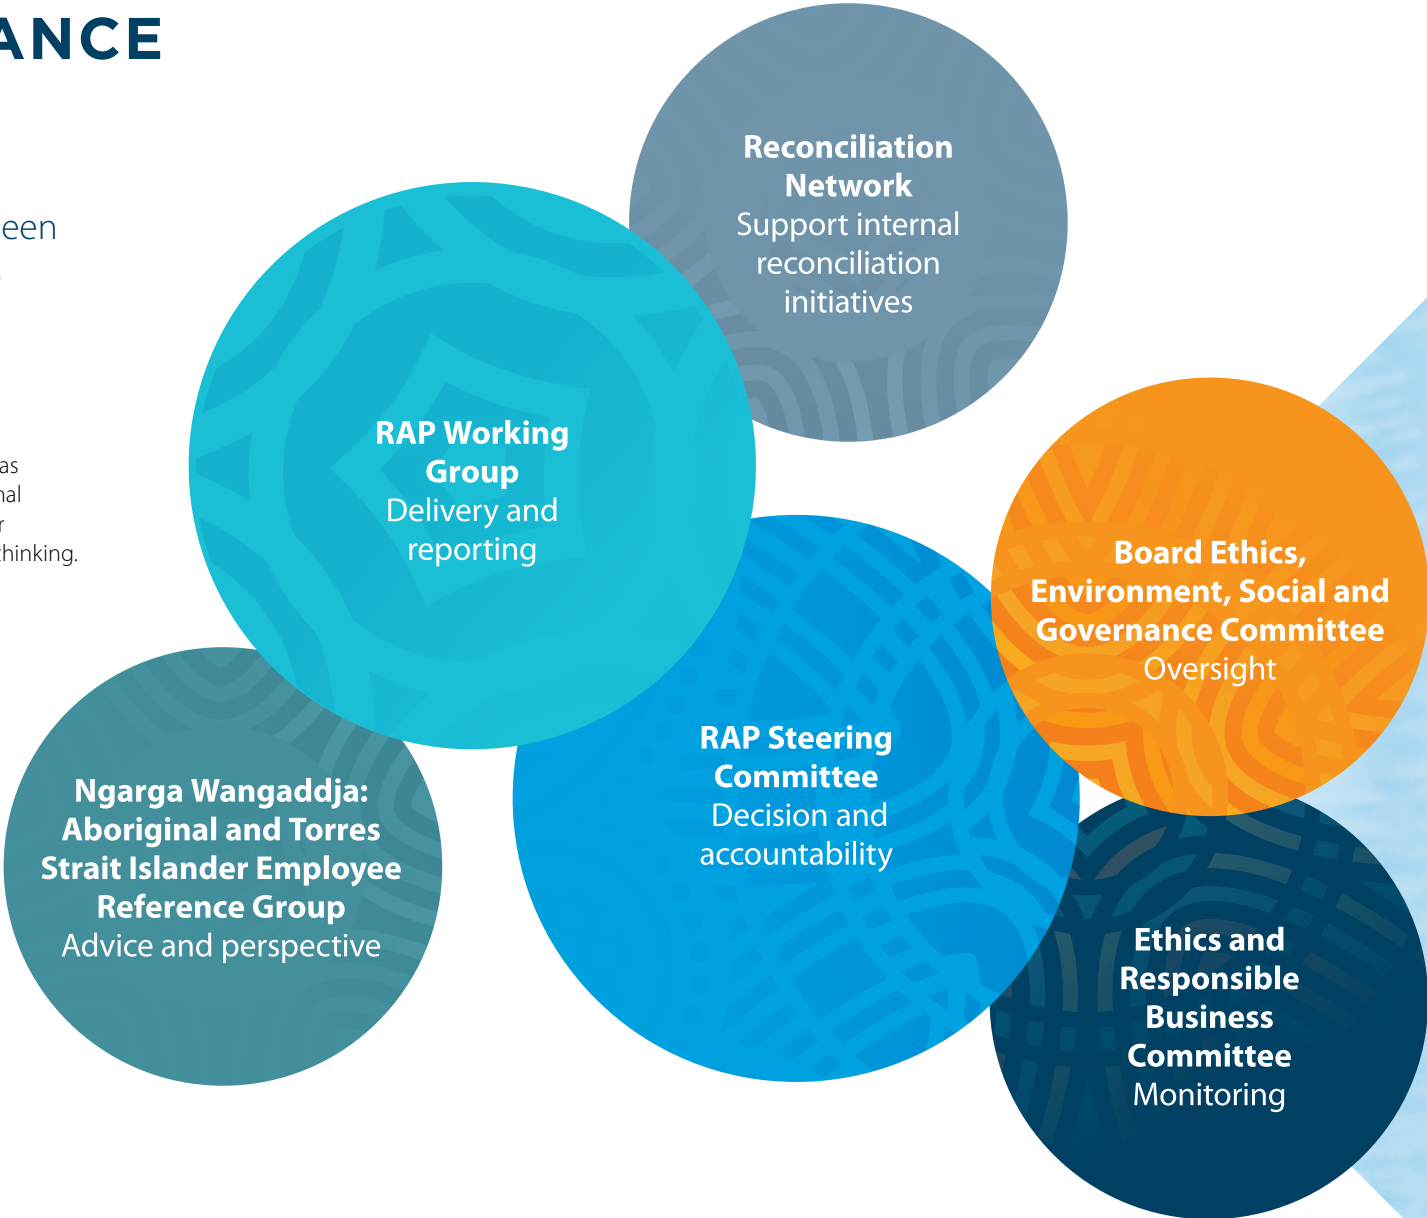 ANCE
een
as
nal
r
thinking.
Reconciliation
Network
Support internal
reconciliation
initiatives
RAP Working
Group
Delivery and
reporting
Board Ethics,
Environment, Social and
Governance Committee
Oversight
RAP Steering
Committee
Decision and
accountability
Ngarga Wangaddja:
Aboriginal and Torres
Strait Islander Employee
Reference Group
Advice and perspective
Ethics and
Responsible
Business
Committee
Monitoring